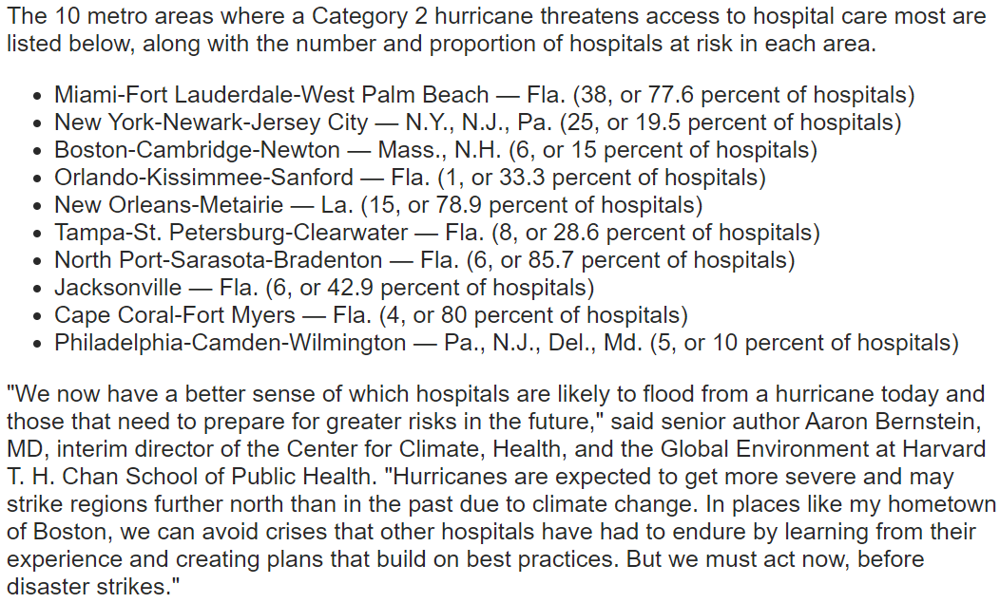 The 10 metro areas where a Category 2 hurricane threatens access to hospital care most are
listed below, along with the number and proportion of hospitals at risk in each area.
• Miami-Fort Lauderdale-West Palm Beach — Fla. (38, or 77.6 percent of hospitals)
• New York-Newark-Jersey City — N.Y., N.J., Pa. (25, or 19.5 percent of hospitals)
• Boston-Cambridge-Newton — Mass., N.H. (6, or 15 percent of hospitals)
• Orlando-Kissimmee-Sanford — Fla. (1, or 33.3 percent of hospitals)
• New Orleans-Metairie — La. (15, or 78.9 percent of hospitals)
• Tampa-St. Petersburg-Clearwater — Fla. (8, or 28.6 percent of hospitals)
• North Port-Sarasota-Bradenton — Fla. (6, or 85.7 percent of hospitals)
• Jacksonville — Fla. (6, or 42.9 percent of hospitals)
• Cape Coral-Fort Myers — Fla. (4, or 80 percent of hospitals)
• Philadelphia-Camden-Wilmington — Pa., N.J., Del., Md. (5, or 10 percent of hospitals)
"We now have a better sense of which hospitals are likely to flood from a hurricane today and
those that need to prepare for greater risks in the future," said senior author Aaron Bernstein,
MD, interim director of the Center for Climate, Health, and the Global Environment at Harvard
T. H. Chan School of Public Health. "Hurricanes are expected to get more severe and may
strike regions further north than in the past due to climate change. In places like my hometown
of Boston, we can avoid crises that other hospitals have had to endure by learning from their
experience and creating plans that build on best practices. But we must act now, before
disaster strikes."